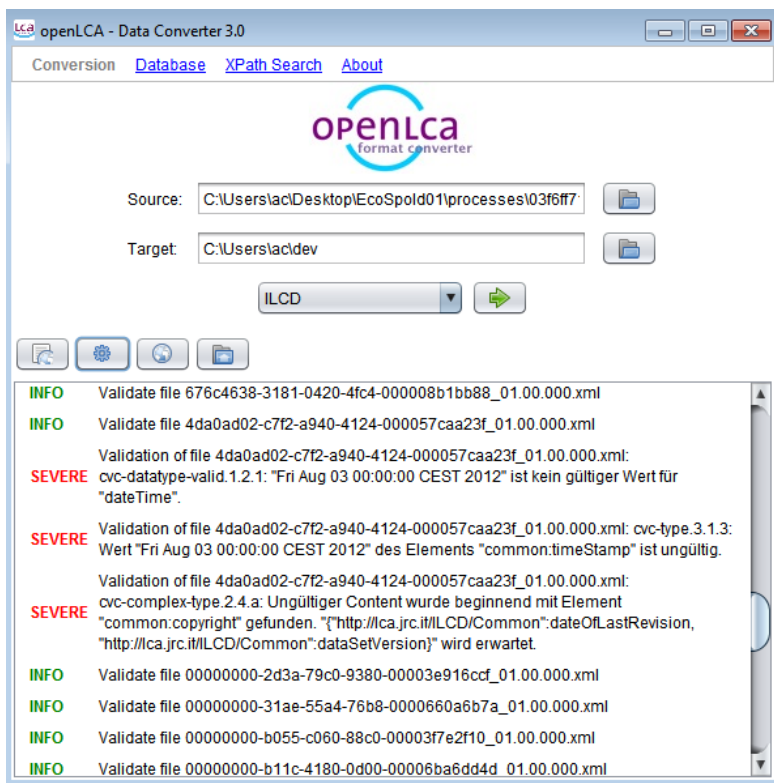 Lca openLCA - Data Converter 3.0
Conversion Database XPath Search About
openLca
format converter
Source: C:\Users\ac\Desktop\EcoSpold01\processes\03f6ff7
Target: C:\Users\ac\dev
ILCD
INFO Validate file 676c4638-3181-0420-4fc4-000008b1bb88_01.00.000.xml
INFO Validate file 4da0ad02-c7f2-a940-4124-000057caa23f_01.00.000.xml
Validation of file 4da0ad02-c7f2-a940-4124-000057caa23f_01.00.000.xml:
SEVERE cvc-datatype-valid.1.2.1: "Fri Aug 03 00:00:00 CEST 2012" ist kein gültiger Wert für
"dateTime".
Validation of file 4da0ad02-c7f2-a940-4124-000057caa23f_01.00.000.xml: cvc-type.3.1.3:
SEVERE Wert "Fri Aug 03 00:00:00 CEST 2012" des Elements "common:timeStamp" ist ungültig.
Validation of file 4da0ad02-c7f2-a940-4124-000057caa23f_01.00.000.xml:
cvc-complex-type.2.4.a: Ungültiger Content wurde beginnend mit Element
SEVERE "common:copyright" gefunden. "{"http://lca.jrc.it/ILCD/Common":dateOfLastRevision,
"http://lca.jrc.it/ILCD/Common":dataSetVersion}" wird erwartet.
INFO Validate file 00000000-2d3a-79c0-9380-00003e916ccf_01.00.000.xml
INFO Validate file 00000000-31ae-55a4-76b8-0000660a6b7a_01.00.000.xml
INFO Validate file 00000000-b055-c060-88c0-00003f7e2f10_01.00.000.xml
INFO Validate file 00000000-b11c-4180-0d00-00006ba6dd4d_01.00.000.xml